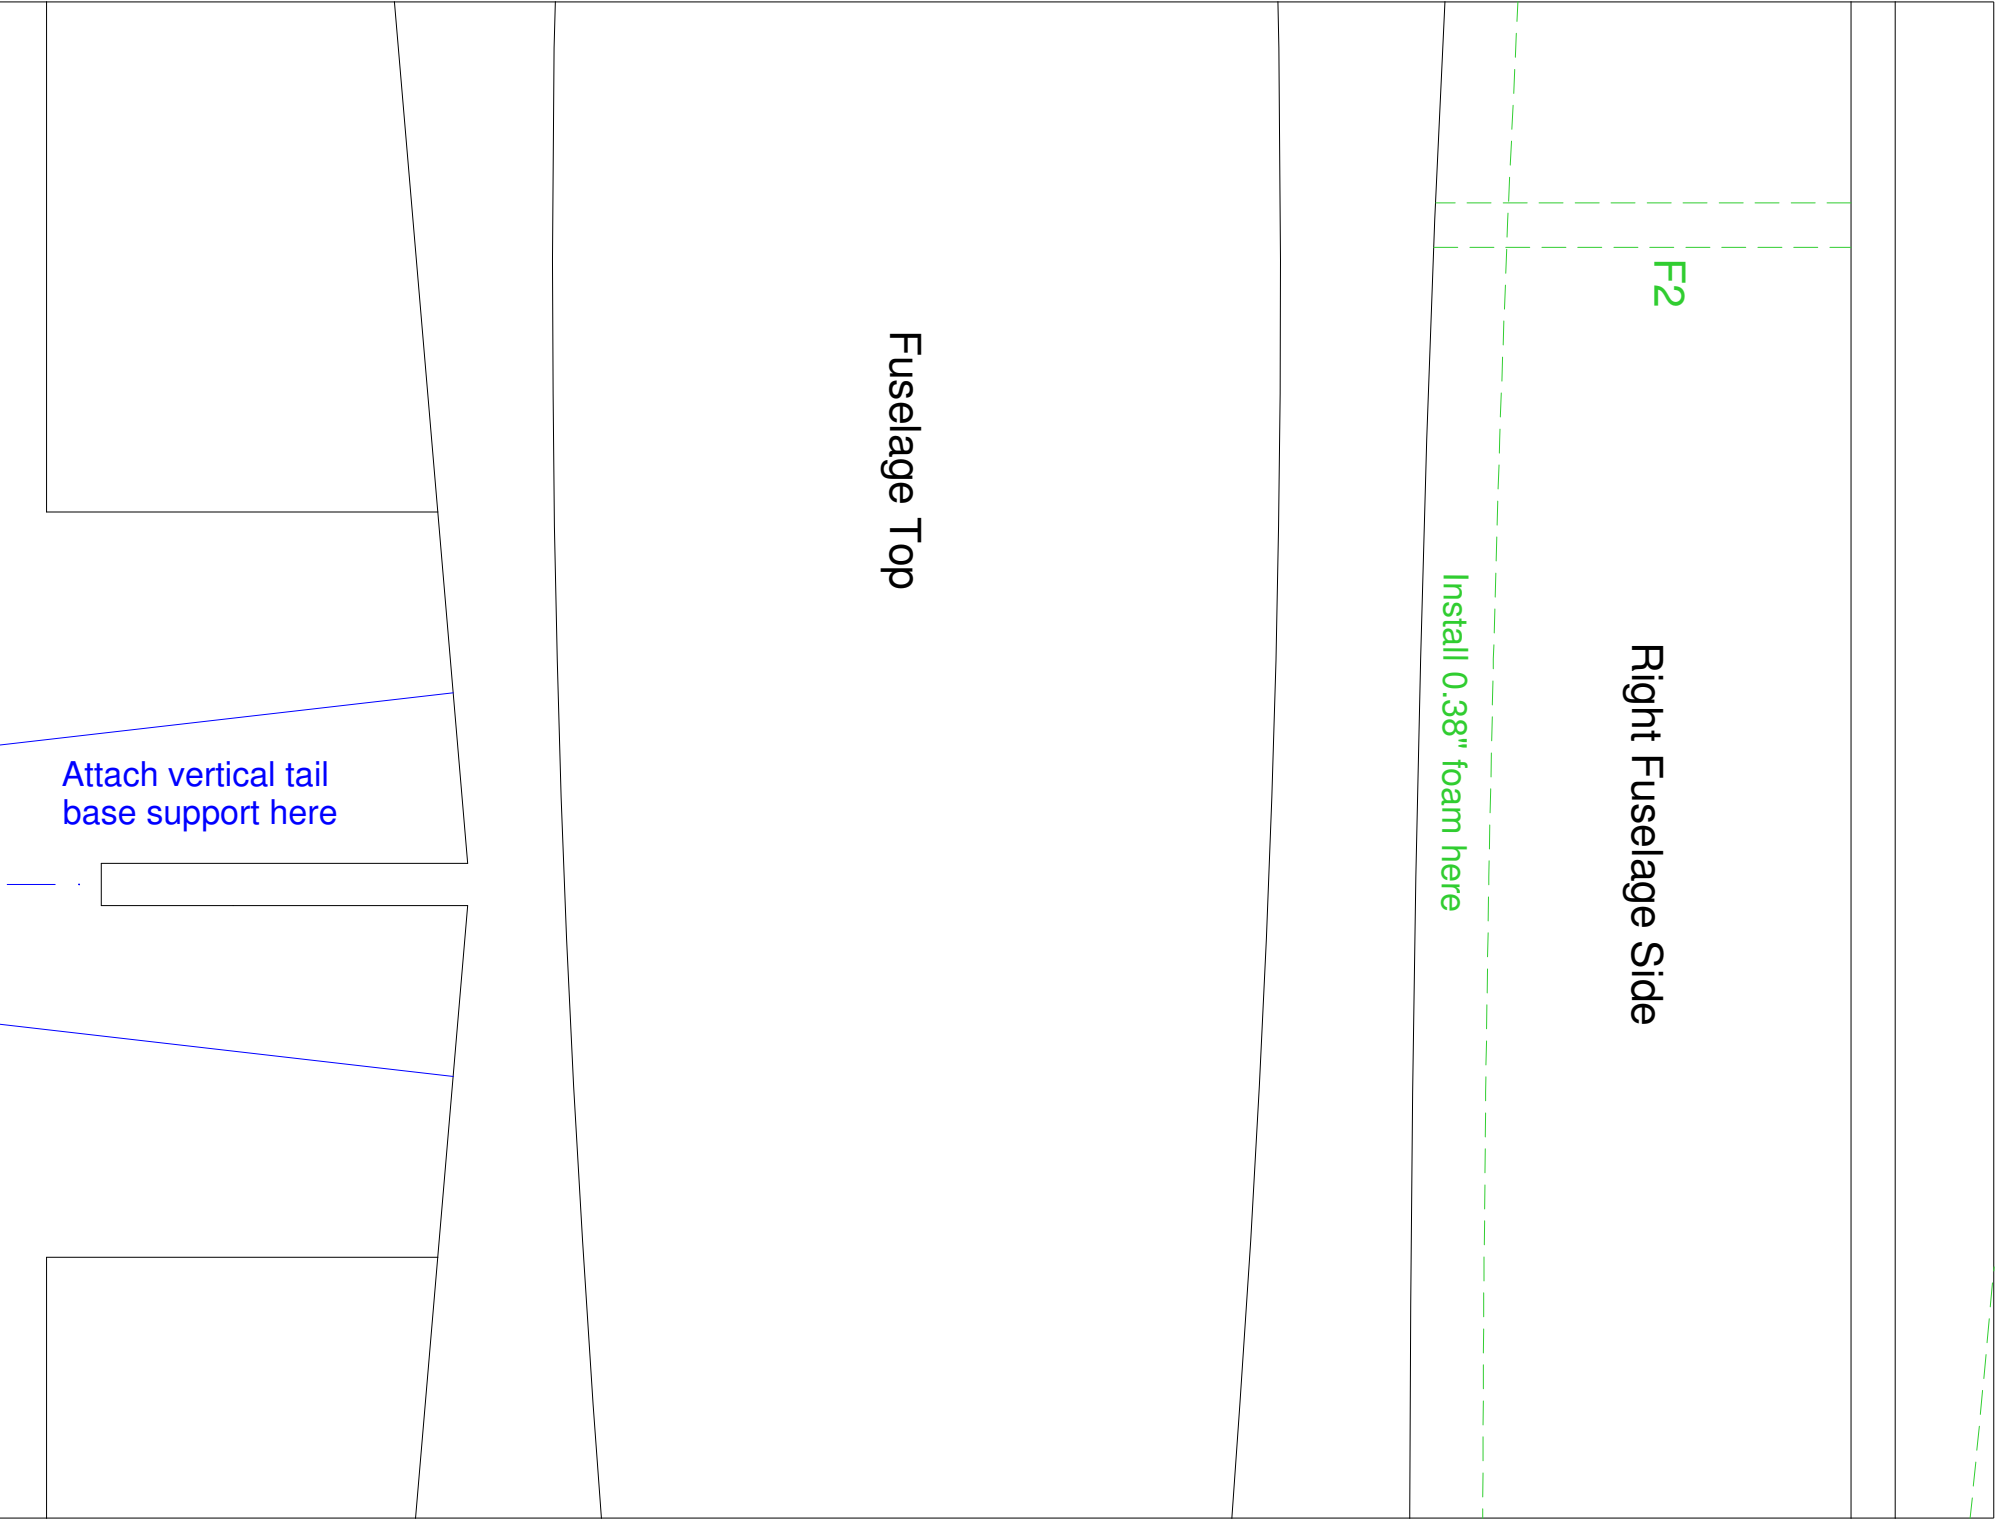 Attach vertical tail
base support here
Fuselage Top
Install 0.38" foam here
Right Fuselage Side
F2